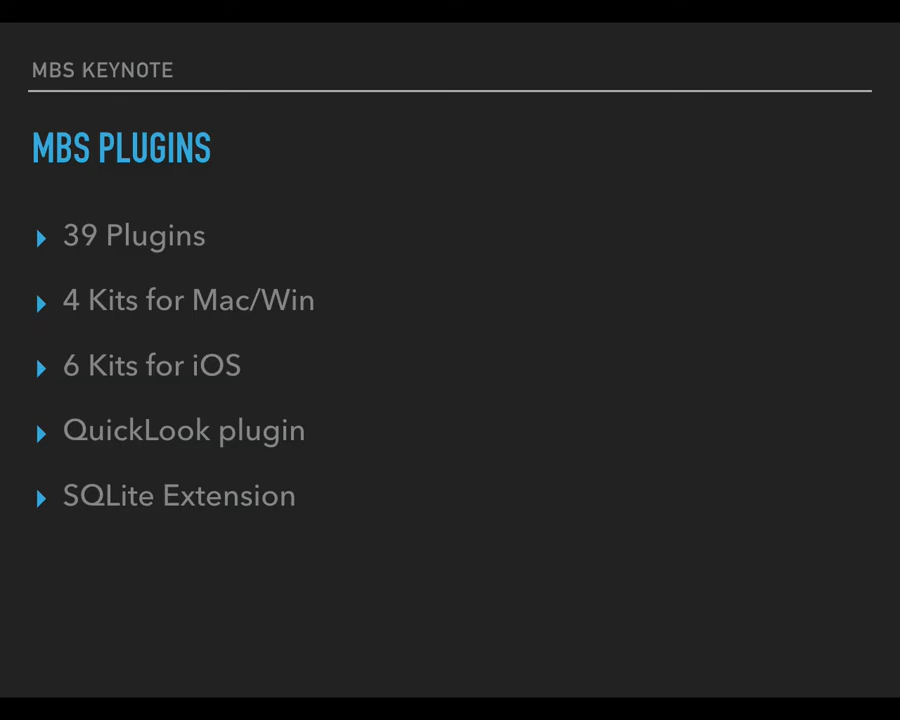 MBS KEYNOTE
MBS PLUGINS
39 Plugins
4 Kits for Mac/Win
6 Kits for iOS
QuickLook plugin
SQLite Extension